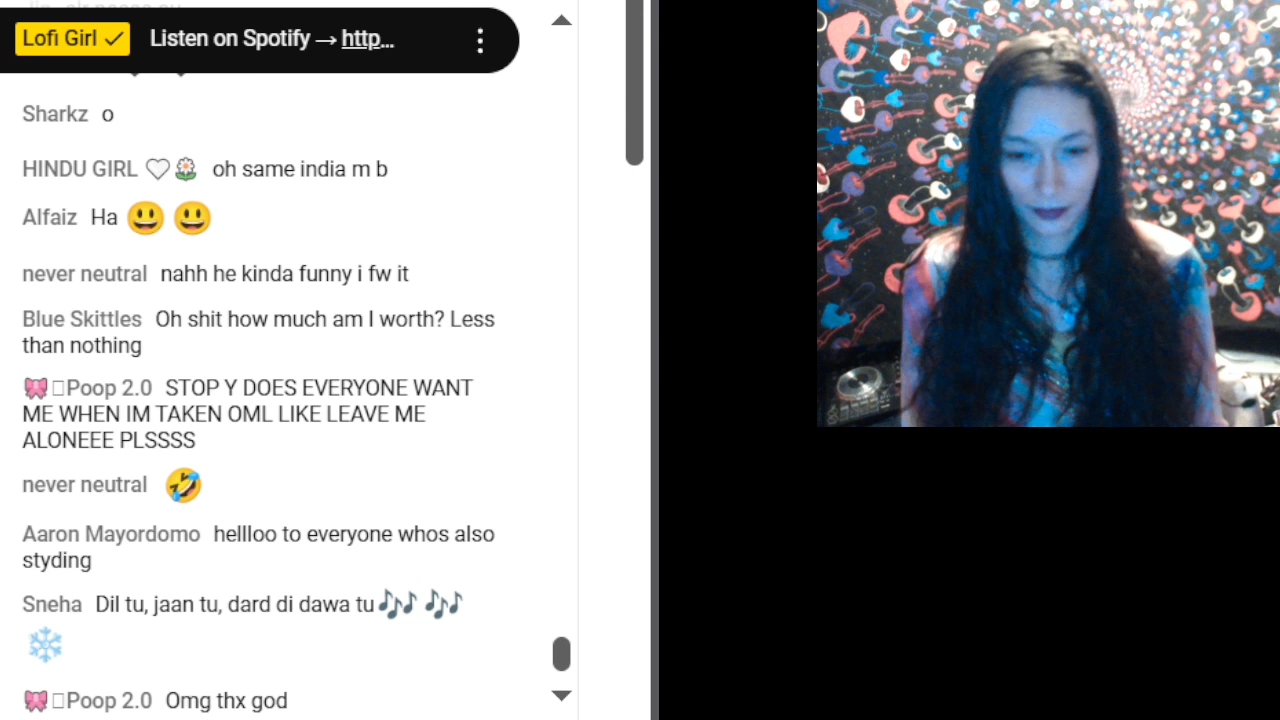 Lofi Girl ✓ Listen on Spotify → http...
Sharkz o
HINDU GIRL ♡🌼 oh same india m b
Alfaiz Ha 😃 😃
never neutral nahh he kinda funny i fw it
Blue Skittles Oh shit how much am I worth? Less
than nothing
🎀▯Poop 2.0 STOP Y DOES EVERYONE WANT
ME WHEN IM TAKEN OML LIKE LEAVE ME
ALONEEE PLSSSS
never neutral 🤣
Aaron Mayordomo hellloo to everyone whos also
styding
Sneha Dil tu, jaan tu, dard di dawa tu🎶 🎶
❄️
🎀▯Poop 2.0 Omg thx god